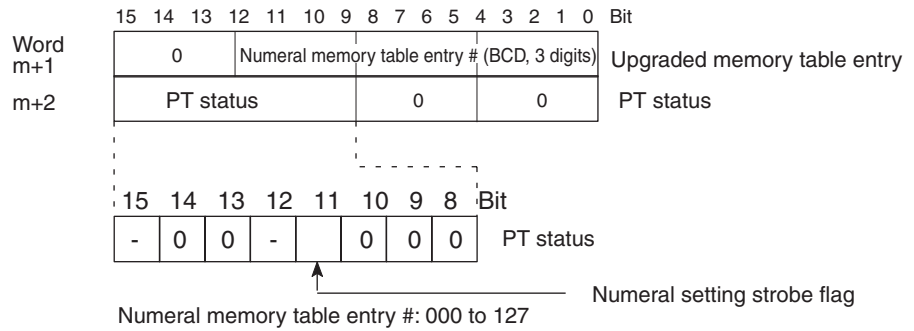 15 14 13 12 11 10 9 8 7 6 5 4 3 2 1 0 Bit
Word m+1 0 Numeral memory table entry # (BCD, 3 digits) Upgraded memory table entry
m+2 PT status 0 0 PT status
15 14 13 12 11 10 9 8 Bit
- 0 0 - 0 0 0 PT status
Numeral setting strobe flag
Numeral memory table entry #: 000 to 127